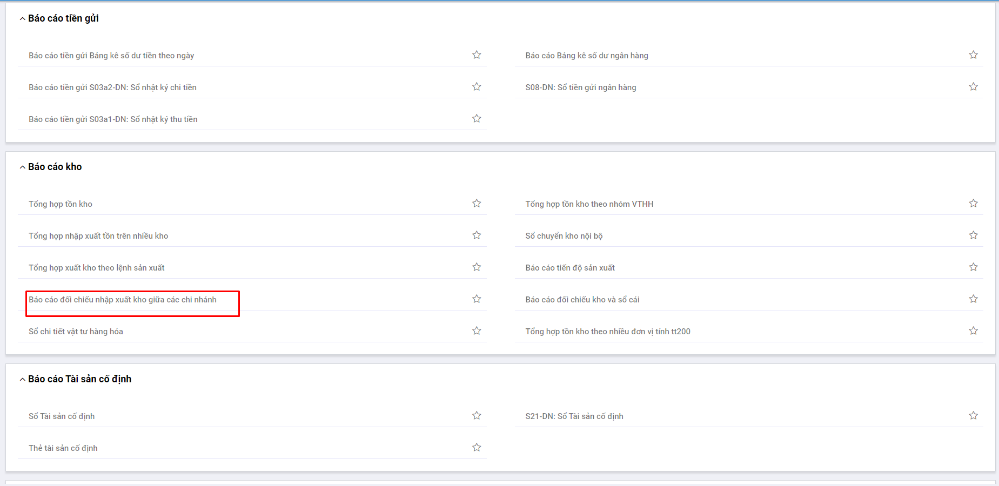 Báo cáo tiền gửi
Báo cáo tiền gửi Bảng kê số dư tiền theo ngày
Báo cáo Bảng kê số dư ngân hàng
Báo cáo tiền gửi S03a2-DN: Sổ nhật ký chi tiền
S08-DN: Sổ tiền gửi ngân hàng
Báo cáo tiền gửi S03a1-DN: Sổ nhật ký thu tiền
Báo cáo kho
Tổng hợp tồn kho
Tổng hợp tồn kho theo nhóm VTHH
Tổng hợp nhập xuất tồn trên nhiều kho
Sổ chuyển kho nội bộ
Tổng hợp xuất kho theo lệnh sản xuất
Báo cáo tiến độ sản xuất
Báo cáo đối chiếu nhập xuất kho giữa các chi nhánh
Báo cáo đối chiếu kho và sổ cái
Sổ chi tiết vật tư hàng hóa
Tổng hợp tồn kho theo nhiều đơn vị tính tt200
Báo cáo Tài sản cố định
Sổ Tài sản cố định
S21-DN: Sổ Tài sản cố định
Thẻ tài sản cố định